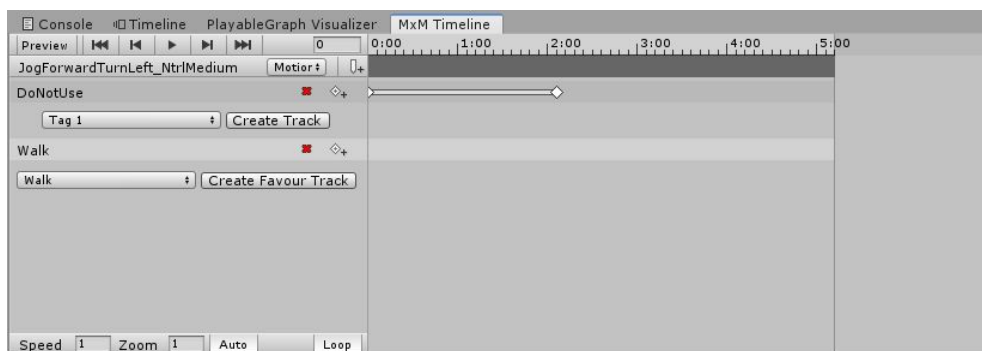 Console Timeline PlayableGraph Visualizer MxM Timeline
Preview 0 0:00 1:00 2:00 3:00 4:00 5:00
JogForwardTurnLeft_NtrlMedium Motior
DoNotUse
Tag 1 Create Track
Walk
Walk Create Favour Track
Speed 1 Zoom 1 Auto Loop